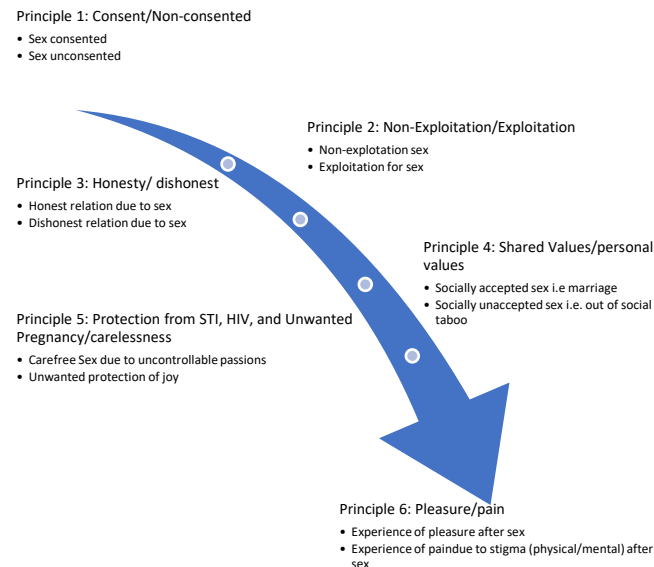 Principle 1: Consent/Non-consented
• Sex consented
• Sex unconsented
Principle 2: Non-Exploitation/Exploitation
• Non-explotation sex
• Exploitation for sex
Principle 3: Honesty/ dishonest
• Honest relation due to sex
• Dishonest relation due to sex
Principle 4: Shared Values/personal
values
• Socially accepted sex i.e marriage
• Socially unaccepted sex i.e. out of social
taboo
Principle 5: Protection from STI, HIV, and Unwanted
Pregnancy/carelessness
• Carefree Sex due to uncontrollable passions
• Unwanted protection of joy
Principle 6: Pleasure/pain
• Experience of pleasure after sex
• Experience of paindue to stigma (physical/mental) after
sex